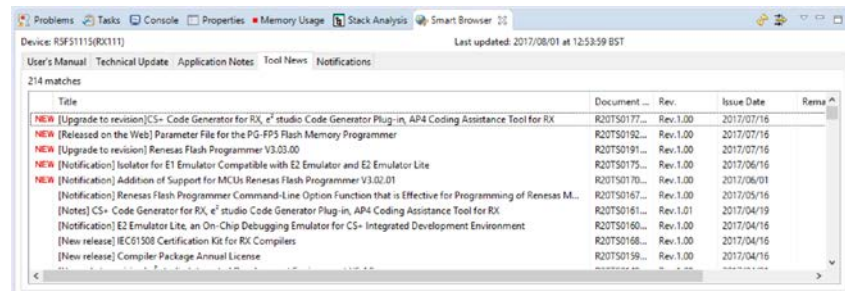 Problems Tasks Console Properties Memory Usage Stack Analysis Smart Browser
Device: R5F51115(RX111) Last updated: 2017/08/01 at 12:53:59 BST
User's Manual Technical Update Application Notes Tool News Notifications
214 matches
Title Document ... Rev. Issue Date Rema
NEW [Upgrade to revision]CS+ Code Generator for RX, e² studio Code Generator Plug-in, AP4 Coding Assistance Tool for RX R20TS0177... Rev.1.00 2017/07/16
NEW [Released on the Web] Parameter File for the PG-FP5 Flash Memory Programmer R20TS0192... Rev.1.00 2017/07/16
NEW [Upgrade to revision] Renesas Flash Programmer V3.03.00 R20TS0191... Rev.1.00 2017/07/16
NEW [Notification] Isolator for E1 Emulator Compatible with E2 Emulator and E2 Emulator Lite R20TS0175... Rev.1.00 2017/06/16
NEW [Notification] Addition of Support for MCUs Renesas Flash Programmer V3.02.01 R20TS0170... Rev.1.00 2017/06/01
[Notification] Renesas Flash Programmer Command-Line Option Function that is Effective for Programming of Renesas M... R20TS0167... Rev.1.00 2017/05/16
[Notes] CS+ Code Generator for RX, e² studio Code Generator Plug-in, AP4 Coding Assistance Tool for RX R20TS0161... Rev.1.01 2017/04/19
[Notification] E2 Emulator Lite, an On-Chip Debugging Emulator for CS+ Integrated Development Environment R20TS0160... Rev.1.00 2017/04/16
[New release] IEC61508 Certification Kit for RX Compilers R20TS0168... Rev.1.00 2017/04/16
[New release] Compiler Package Annual License R20TS0159... Rev.1.00 2017/04/16